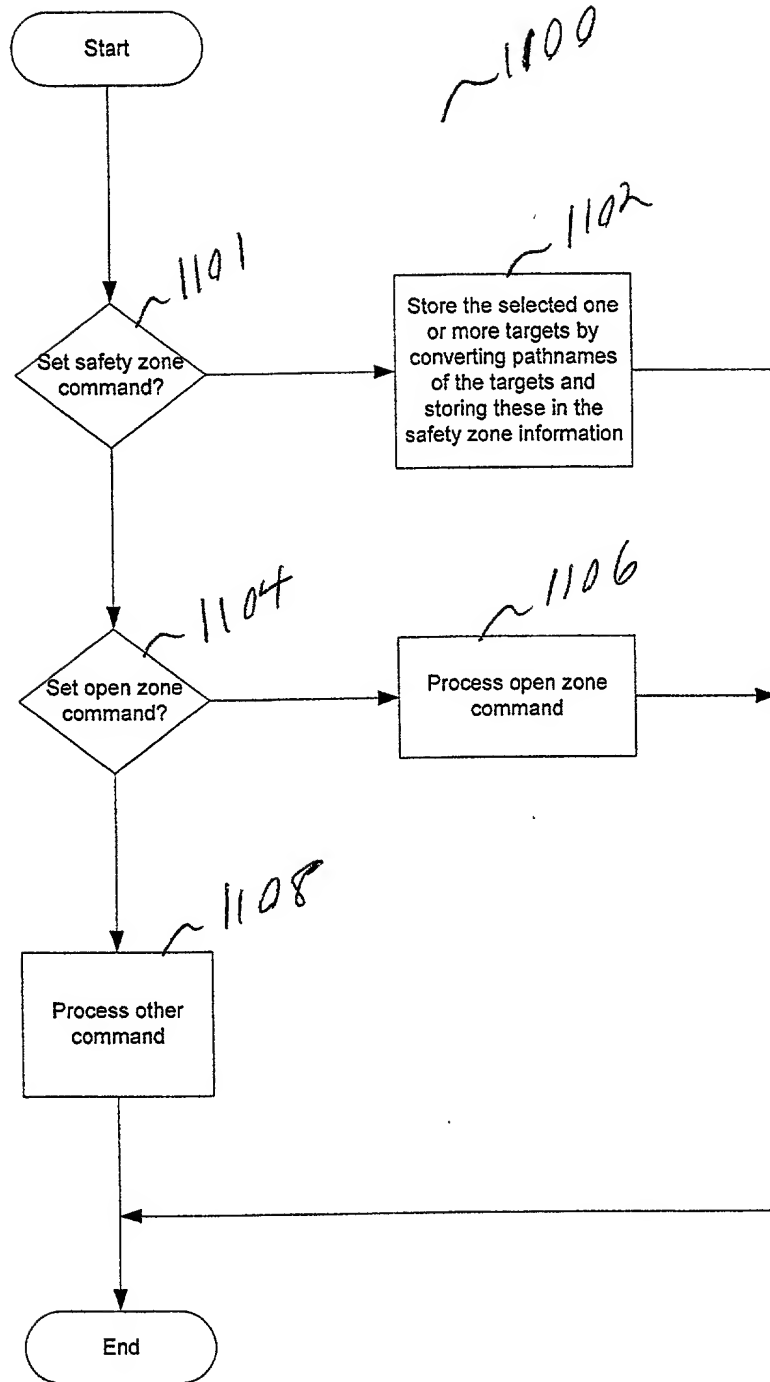 Start
1100
1101
Set safety zone
command?
1102
Store the selected one
or more targets by
converting pathnames
of the targets and
storing these in the
safety zone information
1104
Set open zone
command?
1106
Process open zone
command
1108
Process other
command
End